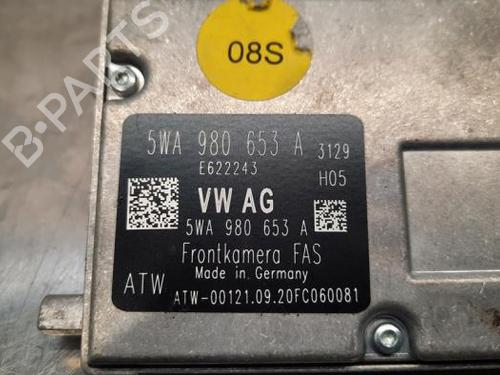 B-PARTS
08S
5WA 980 653 A 3129
E622243 H05
VW AG
5WA 980 653 A
Frontkamera FAS
Made in Germany
ATW
ATW-00121.09.20FC060081